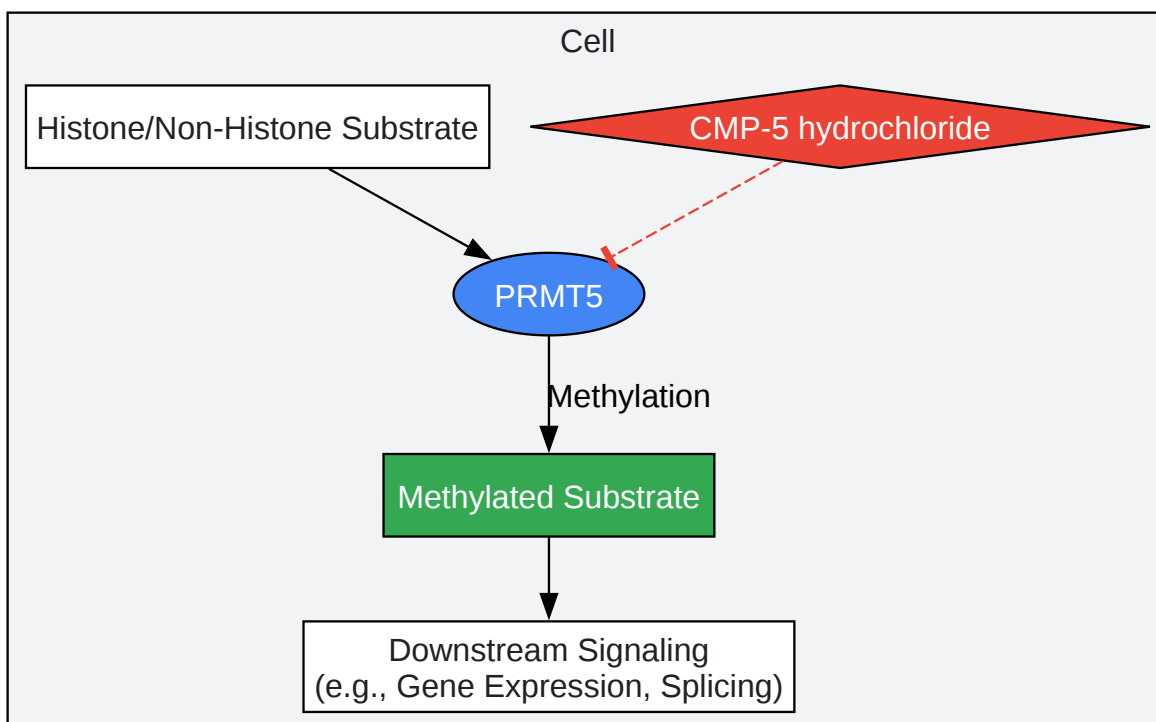 Cell
Histone/Non-Histone Substrate
CMP-5 hydrochloride
PRMT5
Methylation
Methylated Substrate
Downstream Signaling
(e.g., Gene Expression, Splicing)